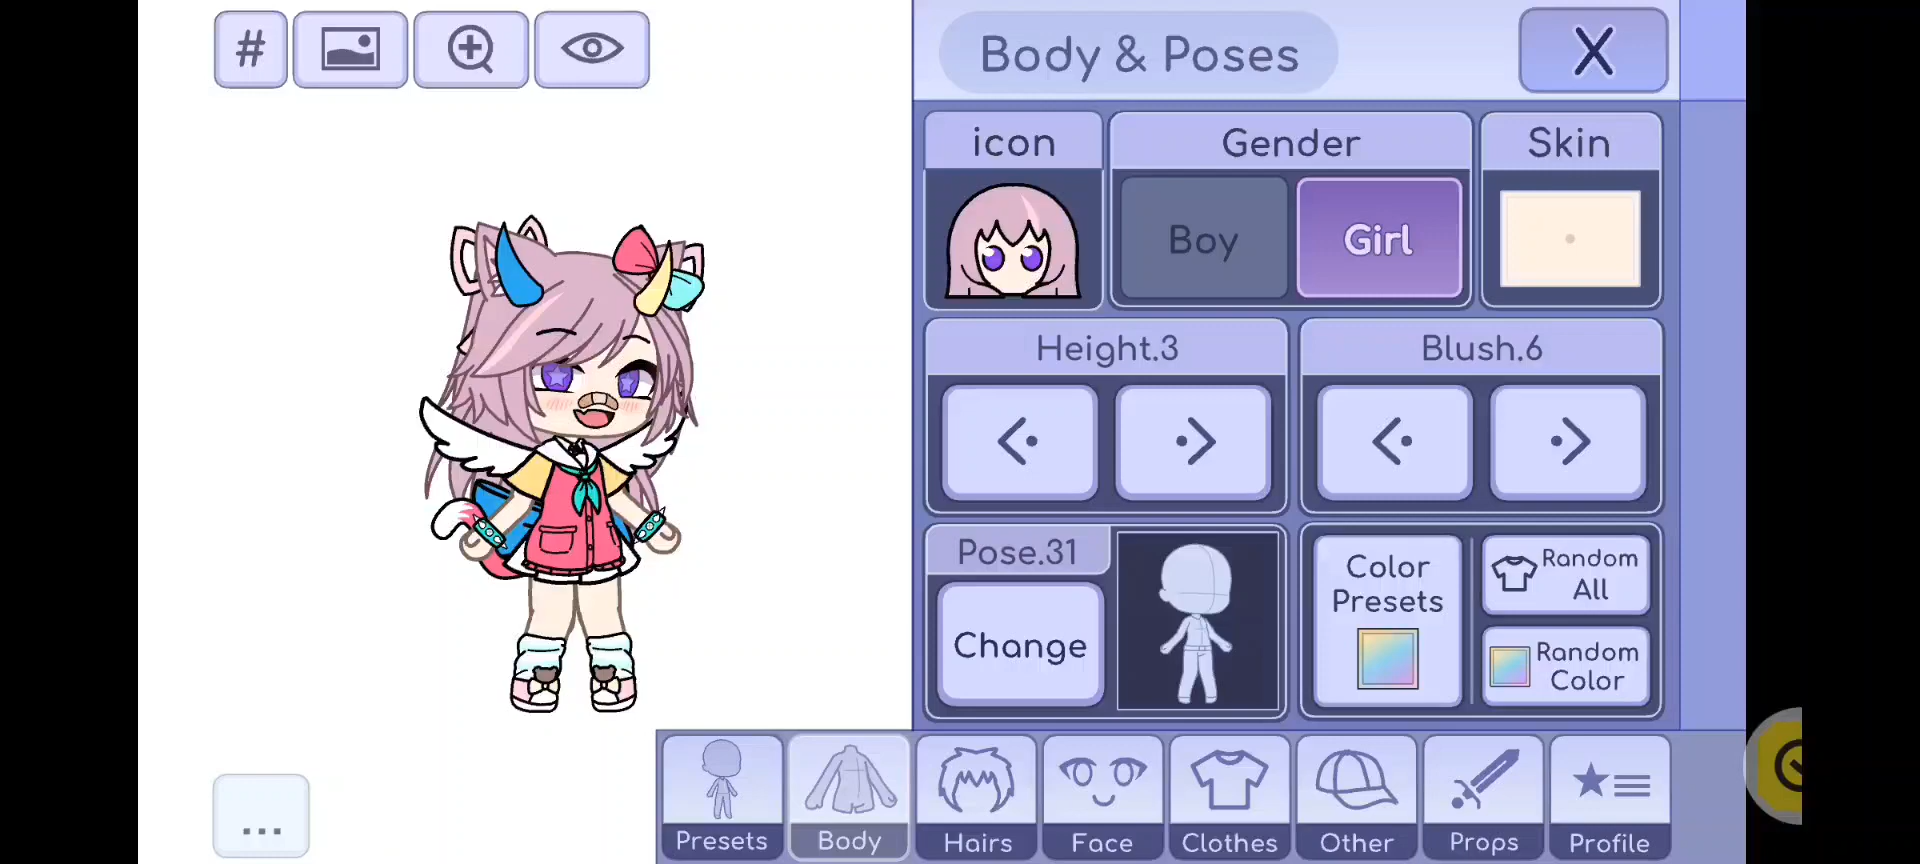 #
Body & Poses
X
icon
Gender
Skin
Boy
Girl
Height.3
Blush.6
Pose.31
Change
Color
Presets
Random
All
Random
Color
...
Presets
Body
Hairs
Face
Clothes
Other
Props
Profile